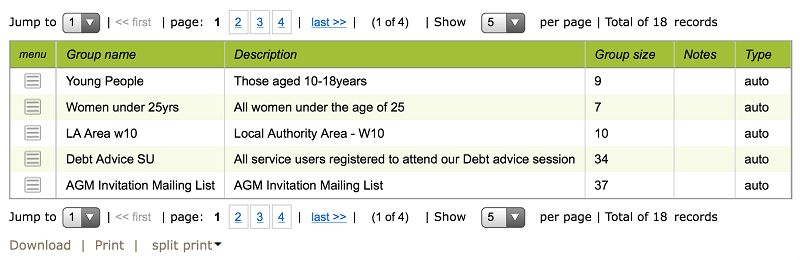 Jump to 1 | << first | page: 1 2 3 4 | last >> | (1 of 4) | Show 5 per page | Total of 18 records
menu Group name Description Group size Notes Type
Young People Those aged 10-18years 9 auto
Women under 25yrs All women under the age of 25 7 auto
LA Area w10 Local Authority Area - W10 10 auto
Debt Advice SU All service users registered to attend our Debt advice session 34 auto
AGM Invitation Mailing List AGM Invitation Mailing List 37 auto
Jump to 1 | << first | page: 1 2 3 4 | last >> | (1 of 4) | Show 5 per page | Total of 18 records
Download | Print | split print